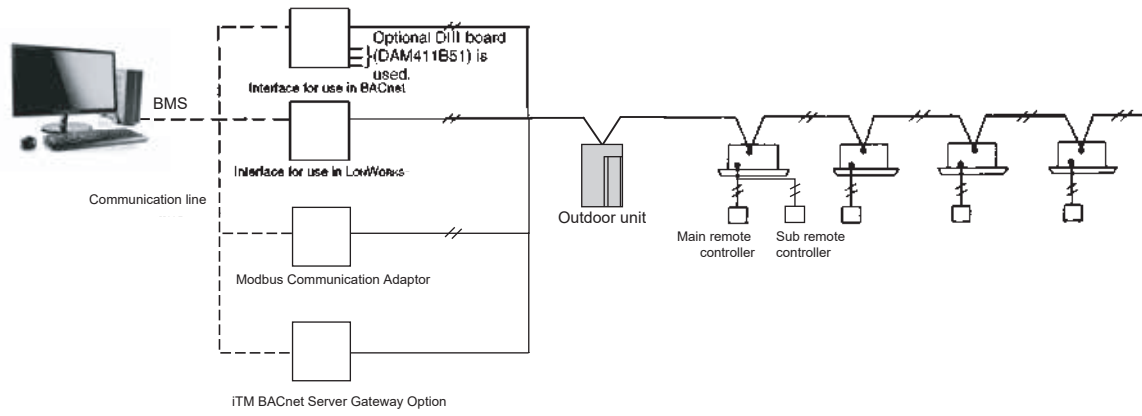 Optional DIII board
(DAM411B51) is
used.
Interface for use in BACnet
BMS
Interface for use in LonWorks
Communication line
Outdoor unit
Main remote
controller
Sub remote
controller
Modbus Communication Adaptor
iTM BACnet Server Gateway Option